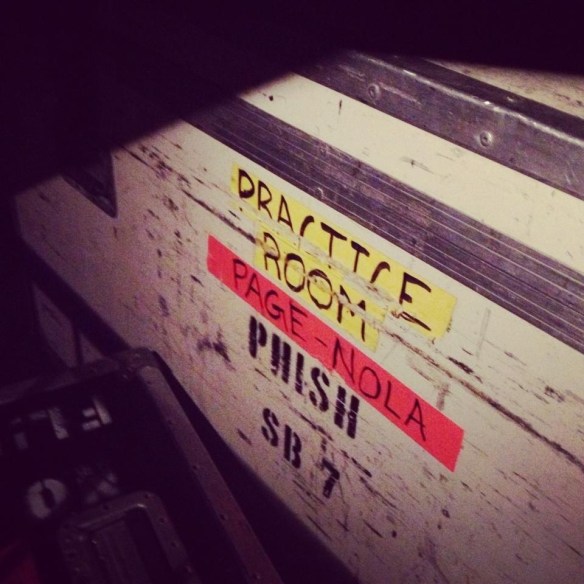 PRACTICE
ROOM
PAGE-NOLA
PHISH
SB 7